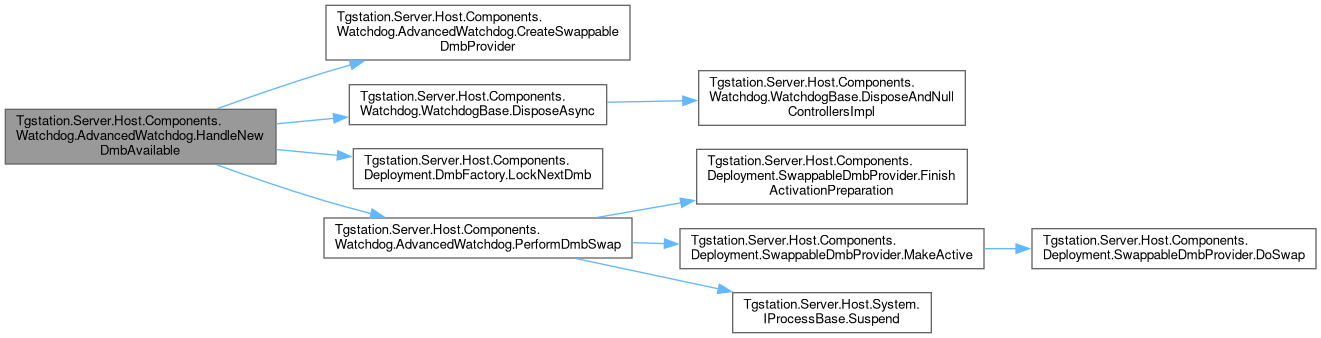 Tgstation.Server.Host.Components.
Watchdog.AdvancedWatchdog.HandleNew
DmbAvailable
Tgstation.Server.Host.Components.
Watchdog.AdvancedWatchdog.CreateSwappable
DmbProvider
Tgstation.Server.Host.Components.
Watchdog.WatchdogBase.DisposeAsync
Tgstation.Server.Host.Components.
Watchdog.WatchdogBase.DisposeAndNull
ControllersImpl
Tgstation.Server.Host.Components.
Deployment.DmbFactory.LockNextDmb
Tgstation.Server.Host.Components.
Watchdog.AdvancedWatchdog.PerformDmbSwap
Tgstation.Server.Host.Components.
Deployment.SwappableDmbProvider.Finish
ActivationPreparation
Tgstation.Server.Host.Components.
Deployment.SwappableDmbProvider.MakeActive
Tgstation.Server.Host.Components.
Deployment.SwappableDmbProvider.DoSwap
Tgstation.Server.Host.System.
IProcessBase.Suspend